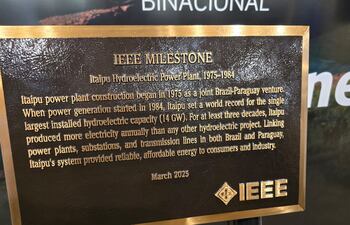 BINACIONAL
IEEE MILESTONE
Itaipu Hydroelectric Power Plant, 1975-1984
Itaipu power plant construction began in 1975 as a joint Brazil-Paraguay venture.
When power generation started in 1984, Itaipu set a world record for the single
largest installed hydroelectric capacity (14 GW). For at least three decades, Itaipu
produced more electricity annually than any other hydroelectric project. Linking
power plants, substations, and transmission lines in both Brazil and Paraguay,
Itaipu's system provided reliable, affordable energy to consumers and industry.
March 2025
IEEE